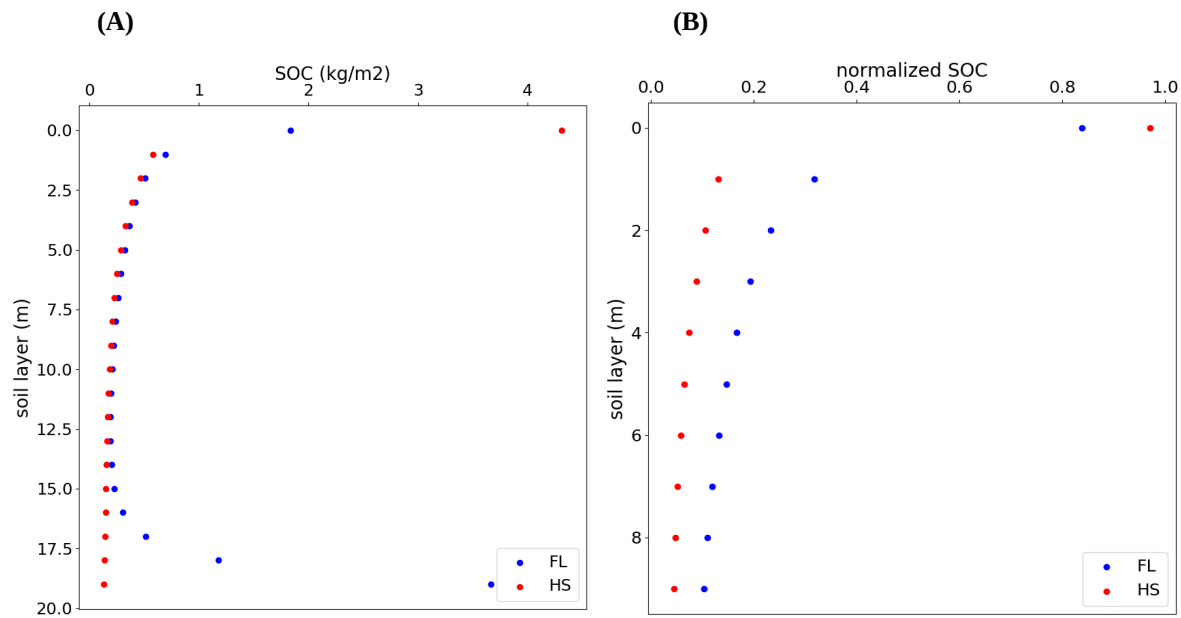 (A)
(B)
SOC (kg/m2)
0 1 2 3 4
soil layer (m)
0.0
2.5
5.0
7.5
10.0
12.5
15.0
17.5
20.0
FL
HS
normalized SOC
0.0 0.2 0.4 0.6 0.8 1.0
soil layer (m)
0
2
4
6
8
FL
HS